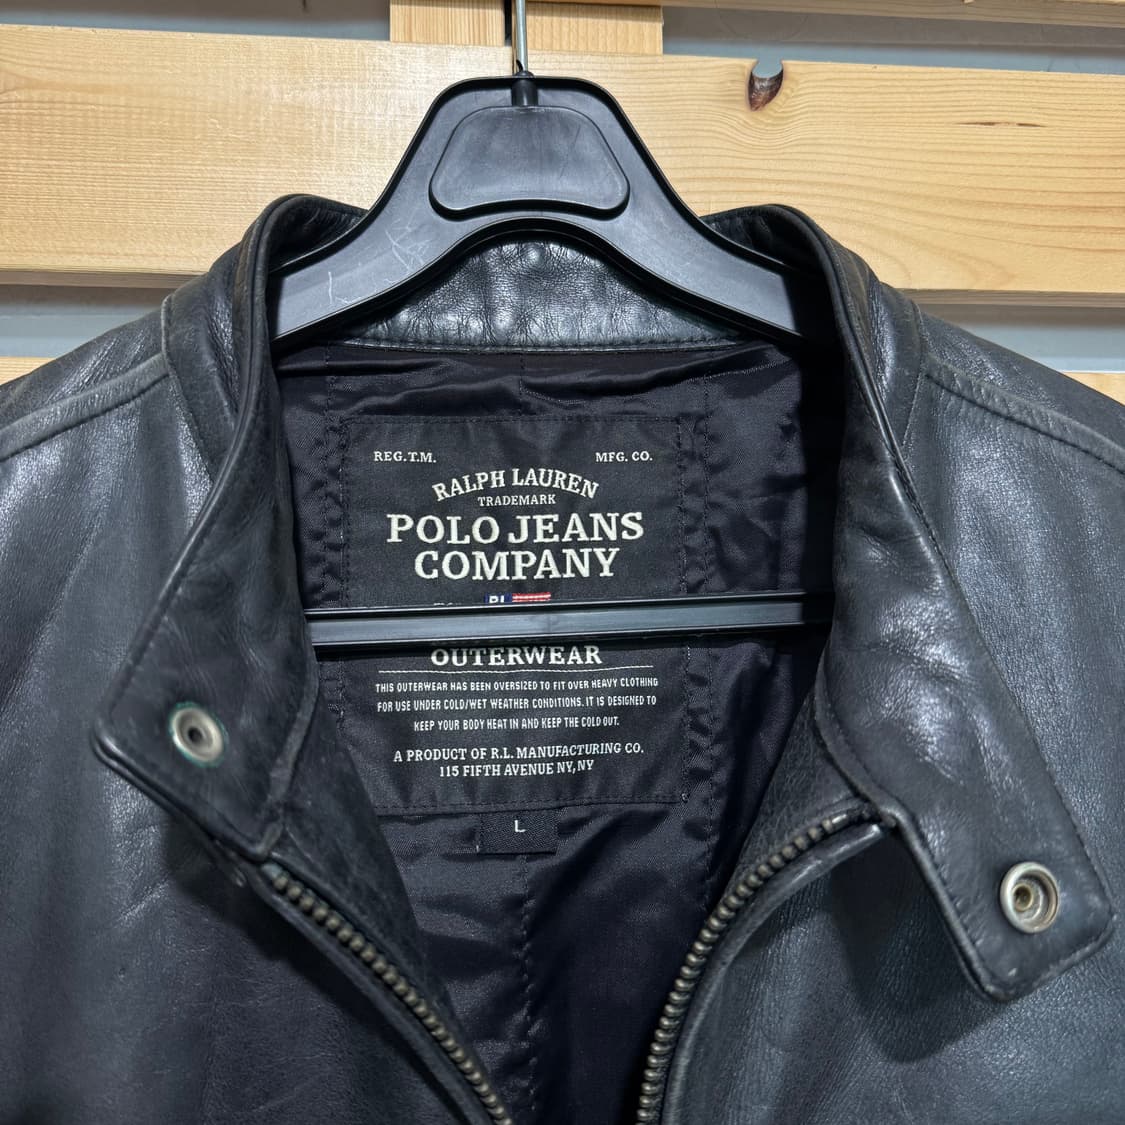 REG.T.M. MFG. CO.
RALPH LAUREN
TRADEMARK
POLO JEANS
COMPANY
RL
OUTERWEAR
THIS OUTERWEAR HAS BEEN OVERSIZED TO FIT OVER HEAVY CLOTHING
FOR USE UNDER COLD/WET WEATHER CONDITIONS. IT IS DESIGNED TO
KEEP YOUR BODY HEAT IN AND KEEP THE COLD OUT.
A PRODUCT OF R.L. MANUFACTURING CO.
115 FIFTH AVENUE NY, NY
L